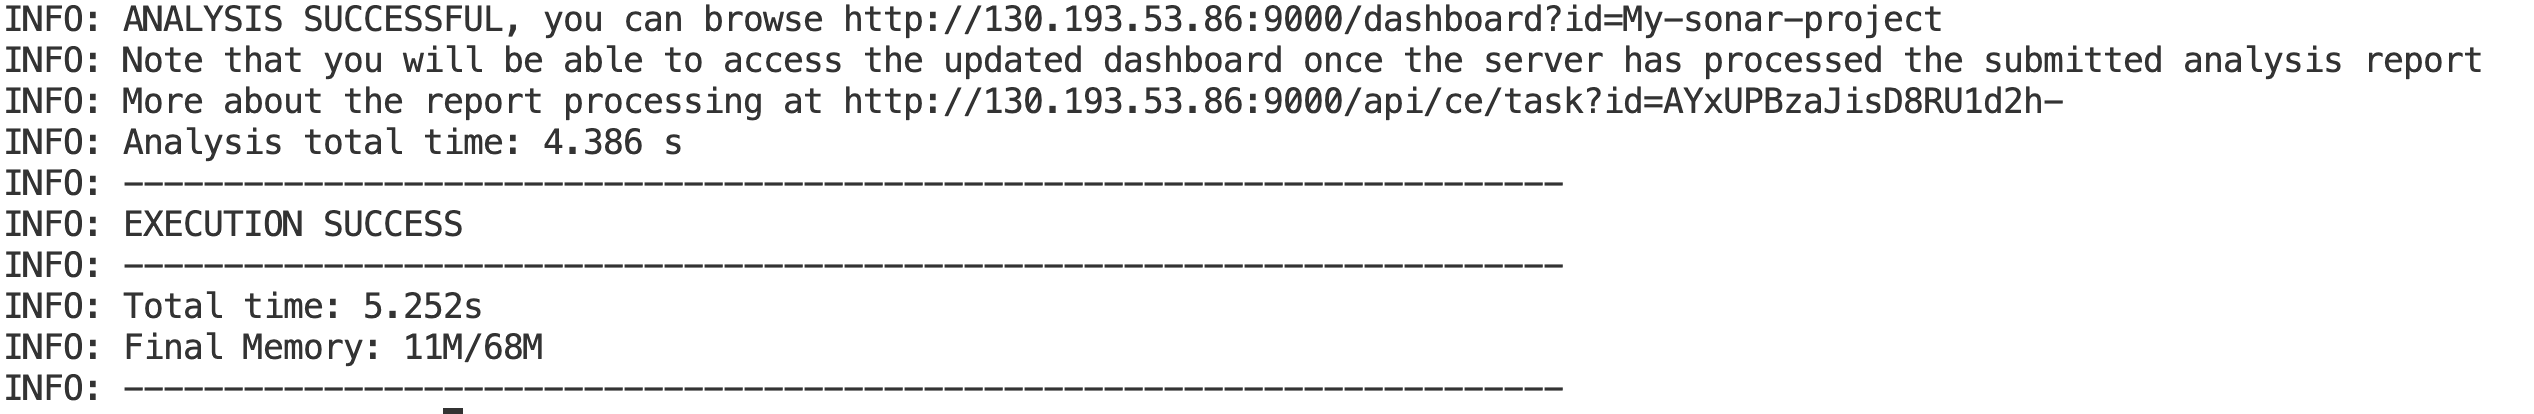 INFO: ANALYSIS SUCCESSFUL, you can browse http://130.193.53.86:9000/dashboard?id=My-sonar-project
INFO: Note that you will be able to access the updated dashboard once the server has processed the submitted analysis report
INFO: More about the report processing at http://130.193.53.86:9000/api/ce/task?id=AYxUPBzaJisD8RU1d2h-
INFO: Analysis total time: 4.386 s
INFO: ------------------------------------------------------------------------
INFO: EXECUTION SUCCESS
INFO: ------------------------------------------------------------------------
INFO: Total time: 5.252s
INFO: Final Memory: 11M/68M
INFO: ------------------------------------------------------------------------